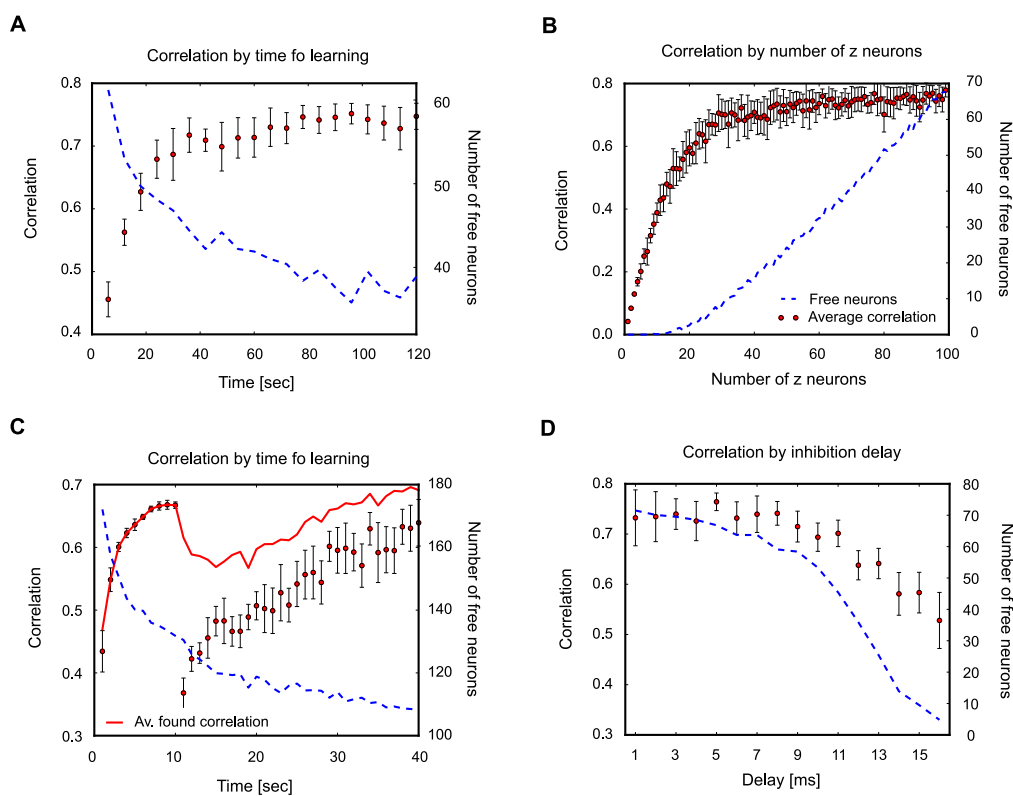 A
Correlation by time fo learning
0.8
0.7
0.6
0.5
0.4
Correlation
60
50
40
Number of
free neurons
0
20
40
60
80
100
120
Time [sec]
B
Correlation by number of z neurons
0.8
0.6
0.4
0.2
0.0
Correlation
70
60
50
40
30
20
10
0
Number of
free neurons
Free neurons
Average correlation
0
20
40
60
80
100
Number of z neurons
C
Correlation by time fo learning
0.7
0.6
0.5
0.4
0.3
Correlation
180
160
140
120
100
Number of
free neurons
Av. found correlation
0
10
20
30
40
Time [sec]
D
Correlation by inhibition delay
0.8
0.7
0.6
0.5
0.4
0.3
Correlation
80
70
60
50
40
30
20
10
0
Number of
free neurons
1
3
5
7
9
11
13
15
Delay [ms]